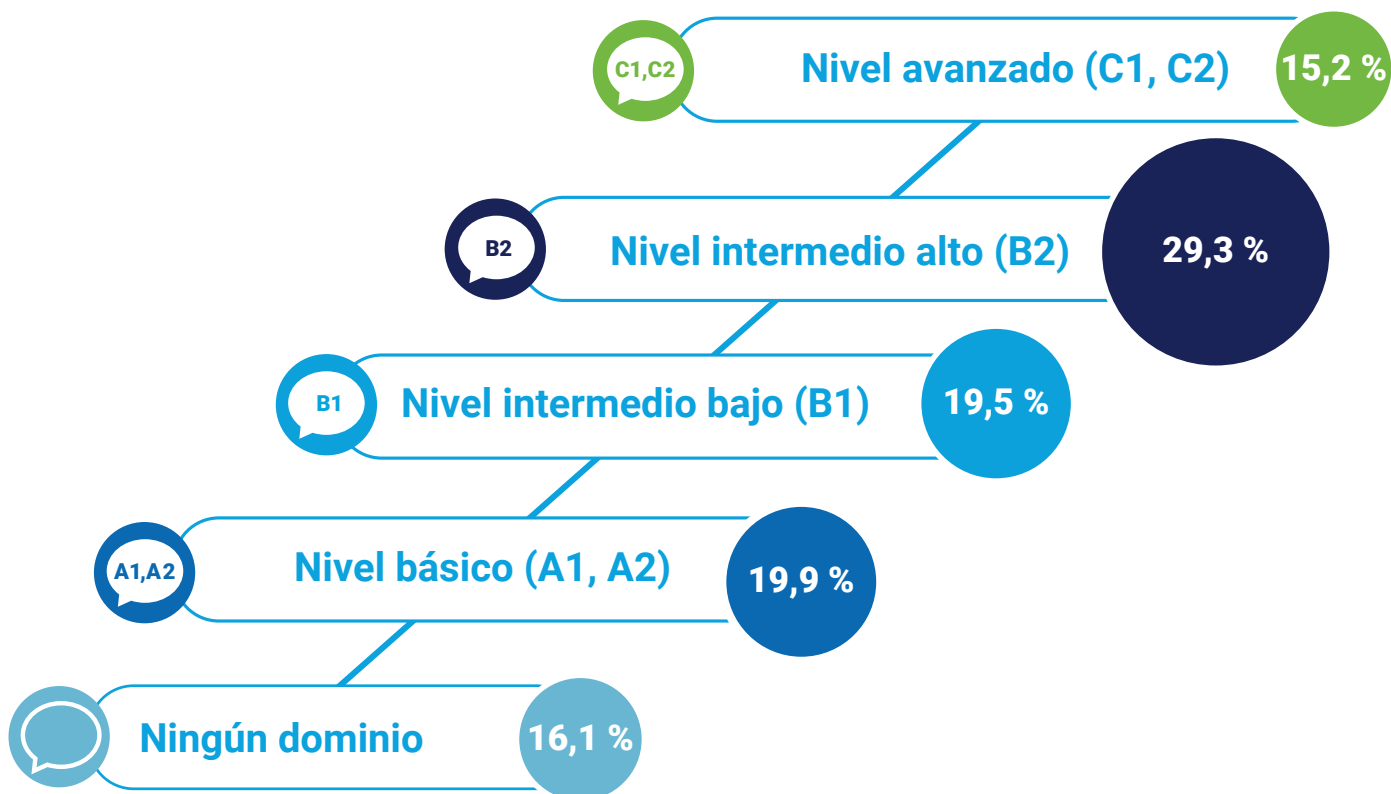 C1,C2
Nivel avanzado (C1, C2)
15,2 %
B2
Nivel intermedio alto (B2)
29,3 %
B1
Nivel intermedio bajo (B1)
19,5 %
A1,A2
Nivel básico (A1, A2)
19,9 %
Ningún dominio
16,1 %